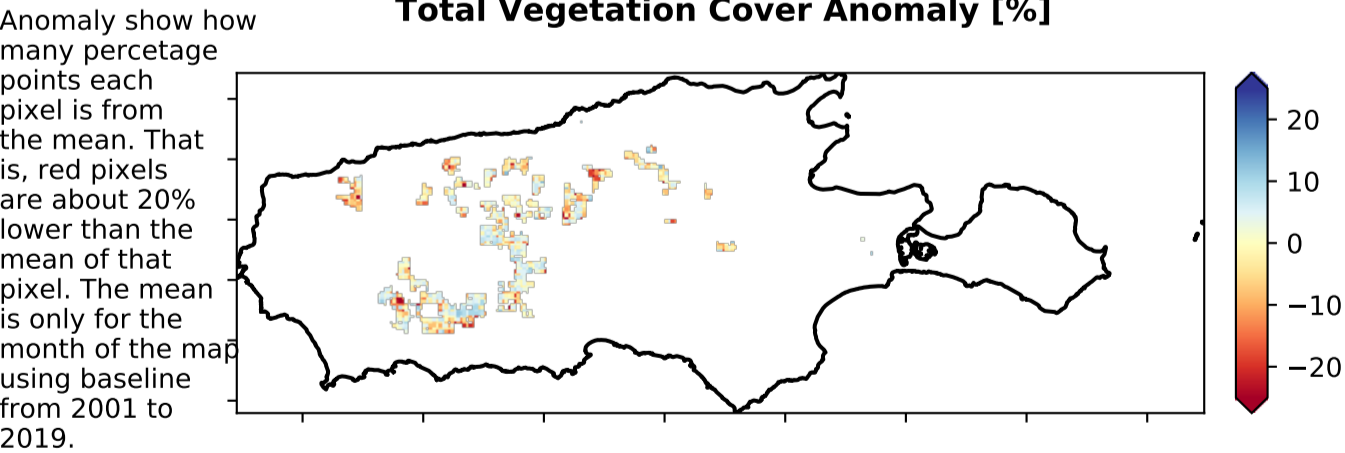 Total Vegetation Cover Anomaly [%]
Anomaly show how
many percetage
points each
pixel is from
the mean. That
is, red pixels
are about 20%
lower than the
mean of that
pixel. The mean
is only for the
month of the map
using baseline
from 2001 to
2019.
20
10
0
−10
−20